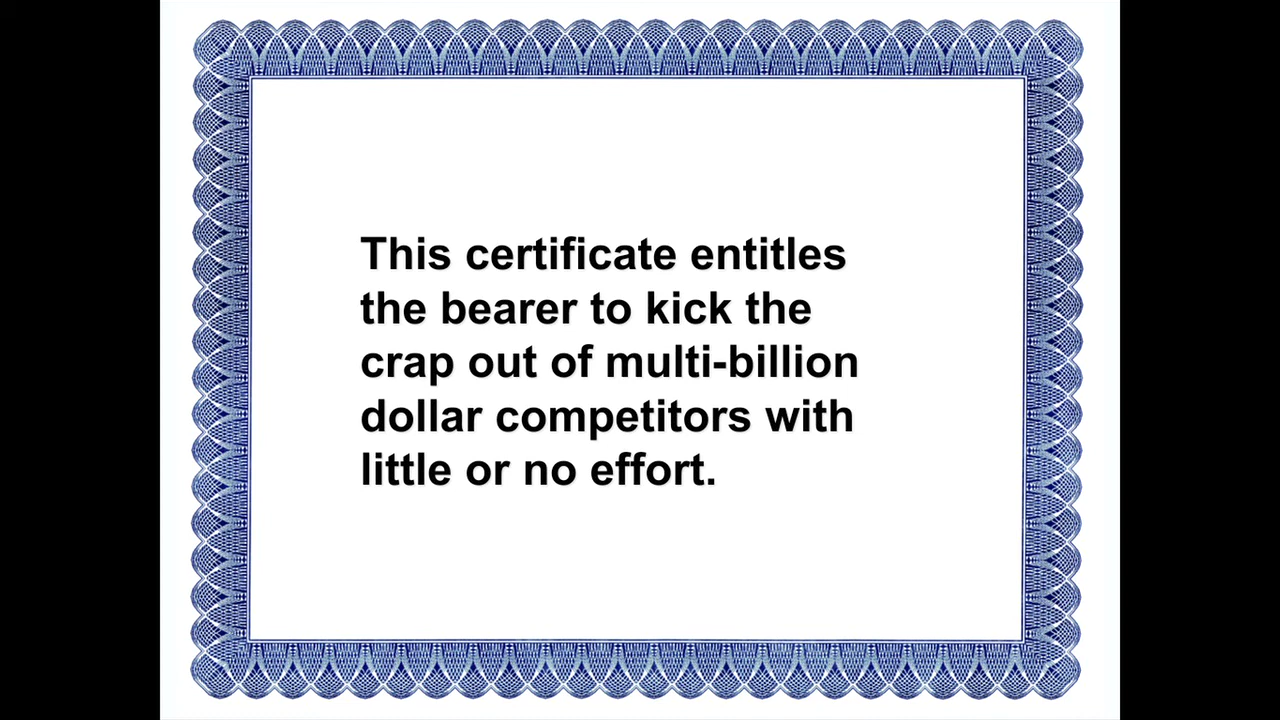 This certificate entitles
the bearer to kick the
crap out of multi-billion
dollar competitors with
little or no effort.